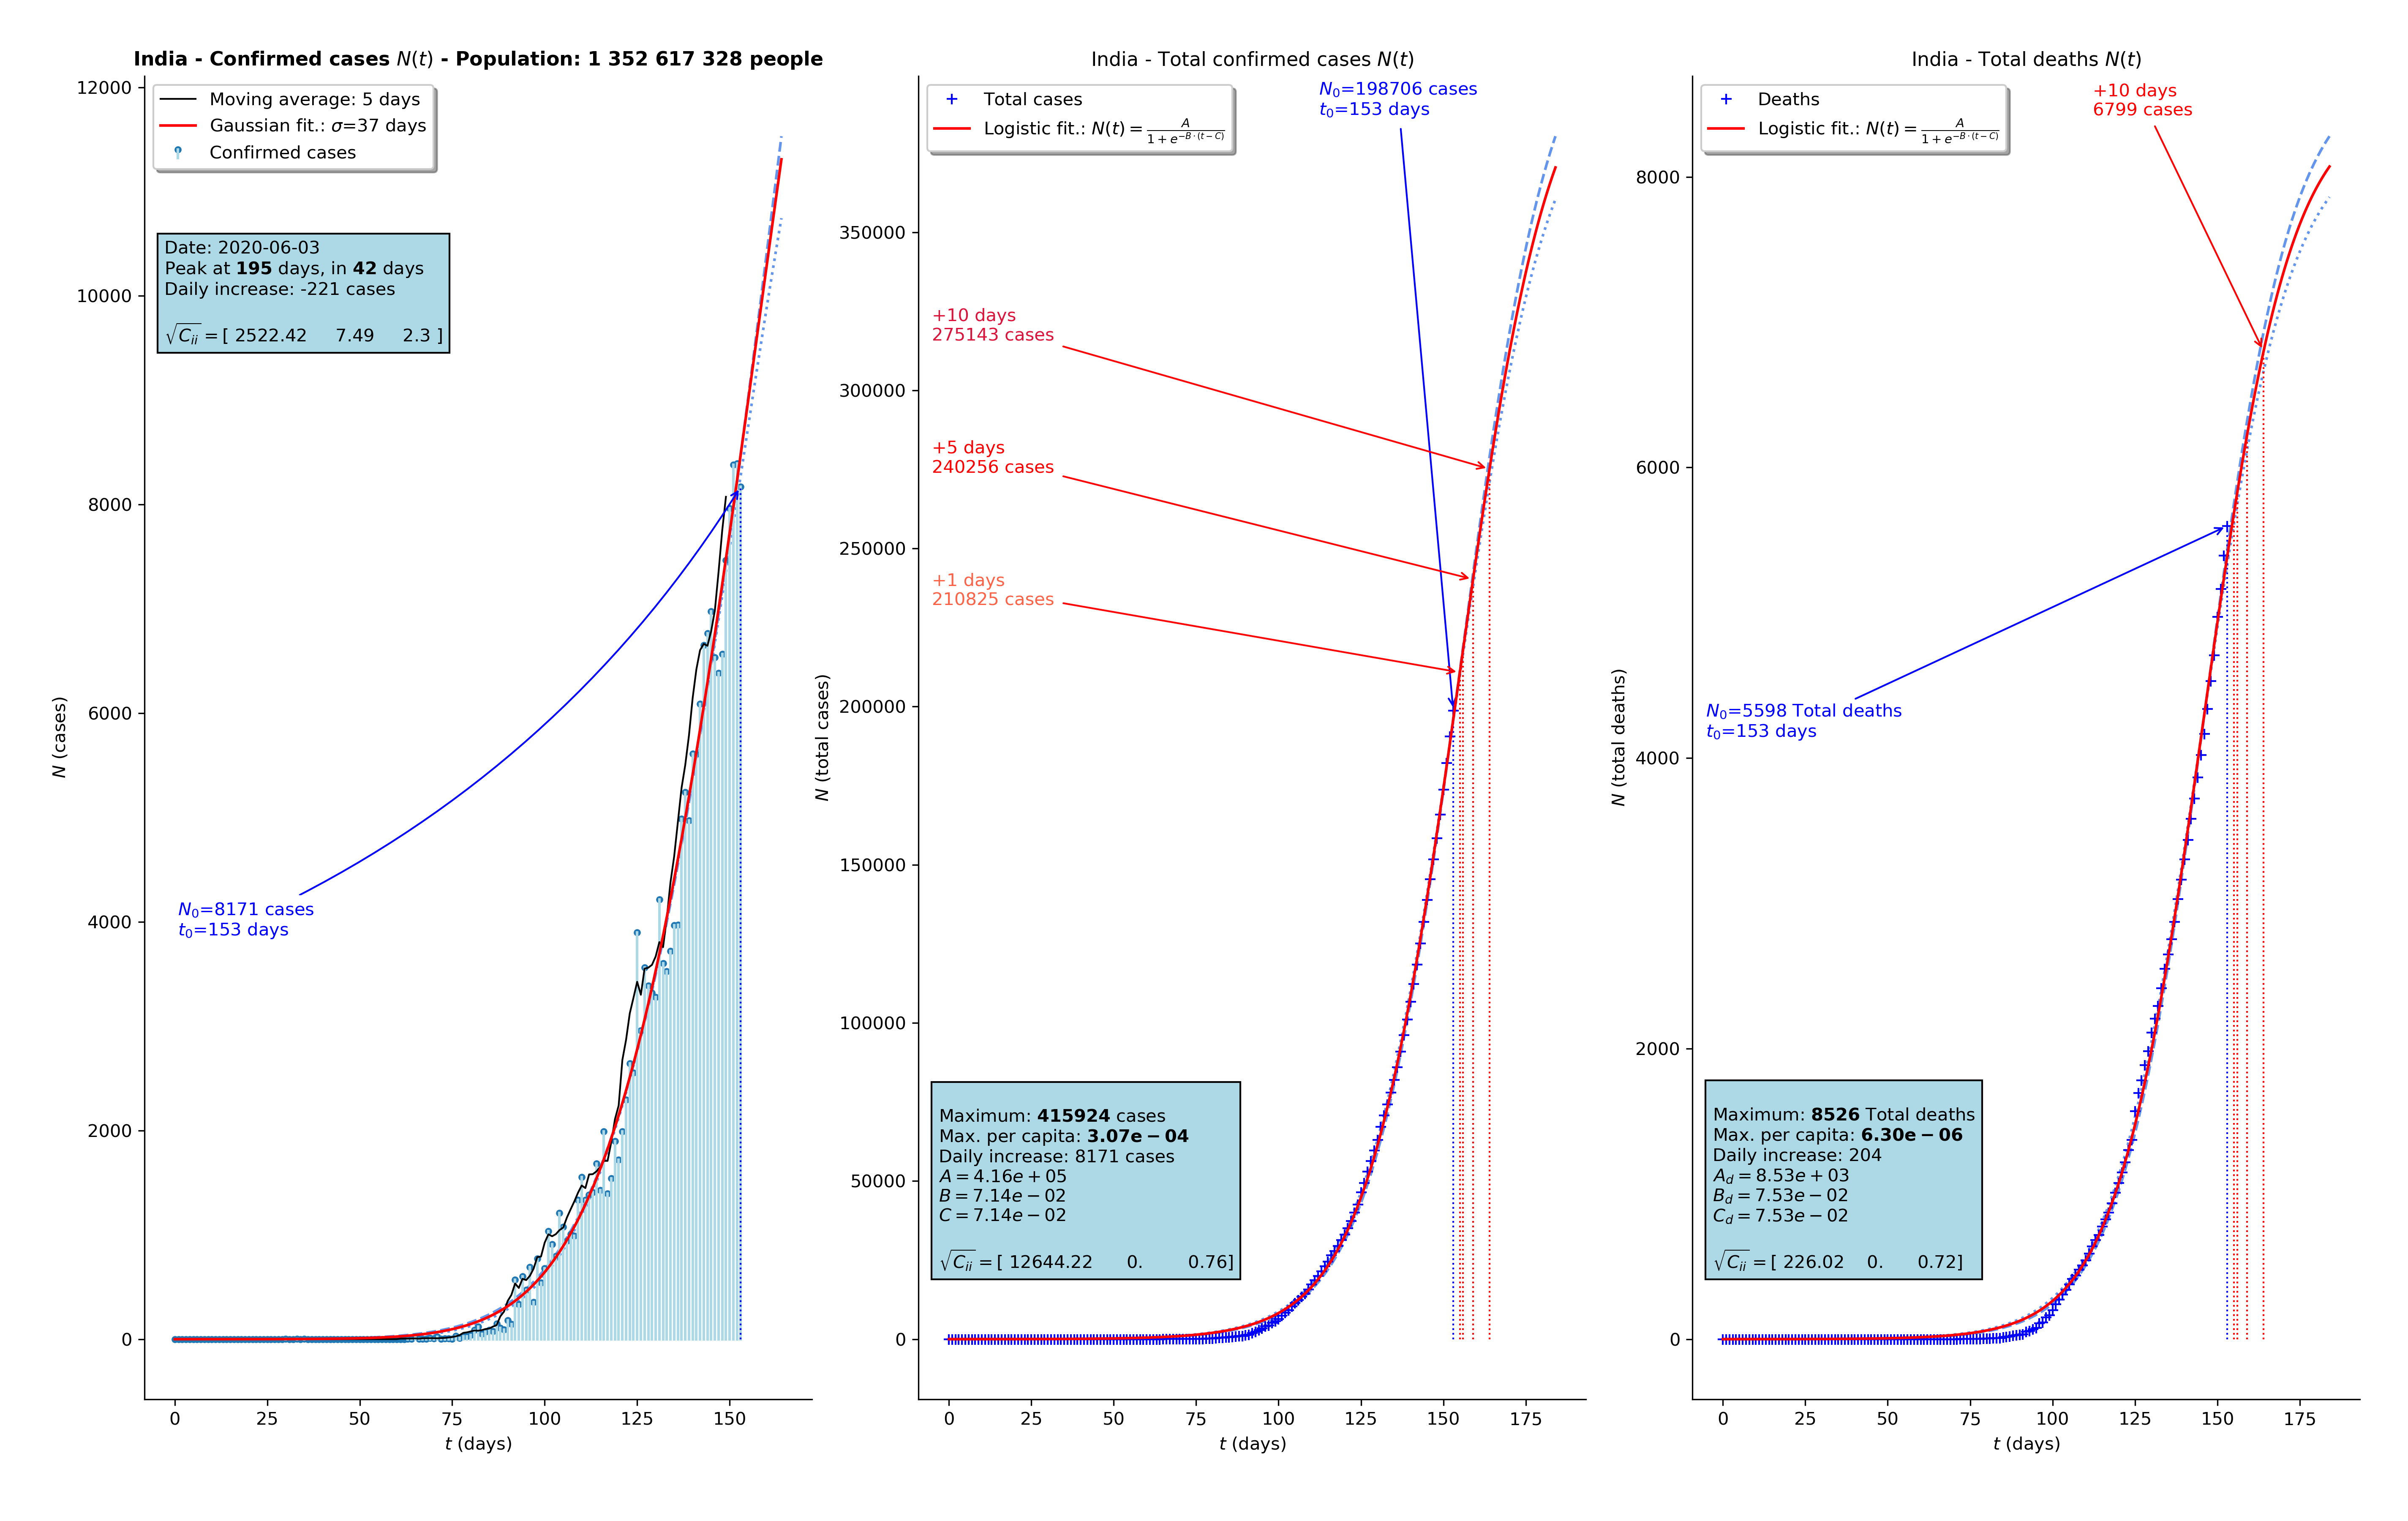 India - Confirmed cases N(t) - Population: 1 352 617 328 people
12000
10000
8000
6000
4000
2000
0
N (cases)
Moving average: 5 days
Gaussian fit.: σ=37 days
Confirmed cases
Date: 2020-06-03
Peak at 195 days, in 42 days
Daily increase: -221 cases
√Cᵢᵢ = [ 2522.42 7.49 2.3 ]
N₀=8171 cases
t₀=153 days
0 25 50 75 100 125 150
t (days)
India - Total confirmed cases N(t)
350000
300000
250000
200000
150000
100000
50000
0
N (total cases)
Total cases
Logistic fit.: N(t) = A / (1 + e^(−B·(t−C)))
N₀=198706 cases
t₀=153 days
+10 days
275143 cases
+5 days
240256 cases
+1 days
210825 cases
Maximum: 415924 cases
Max. per capita: 3.07e − 04
Daily increase: 8171 cases
A = 4.16e + 05
B = 7.14e − 02
C = 7.14e − 02
√Cᵢᵢ = [ 12644.22 0. 0.76]
0 25 50 75 100 125 150 175
t (days)
India - Total deaths N(t)
8000
6000
4000
2000
0
N (total deaths)
Deaths
Logistic fit.: N(t) = A / (1 + e^(−B·(t−C)))
+10 days
6799 cases
N₀=5598 Total deaths
t₀=153 days
Maximum: 8526 Total deaths
Max. per capita: 6.30e − 06
Daily increase: 204
A_d = 8.53e + 03
B_d = 7.53e − 02
C_d = 7.53e − 02
√Cᵢᵢ = [ 226.02 0. 0.72]
0 25 50 75 100 125 150 175
t (days)